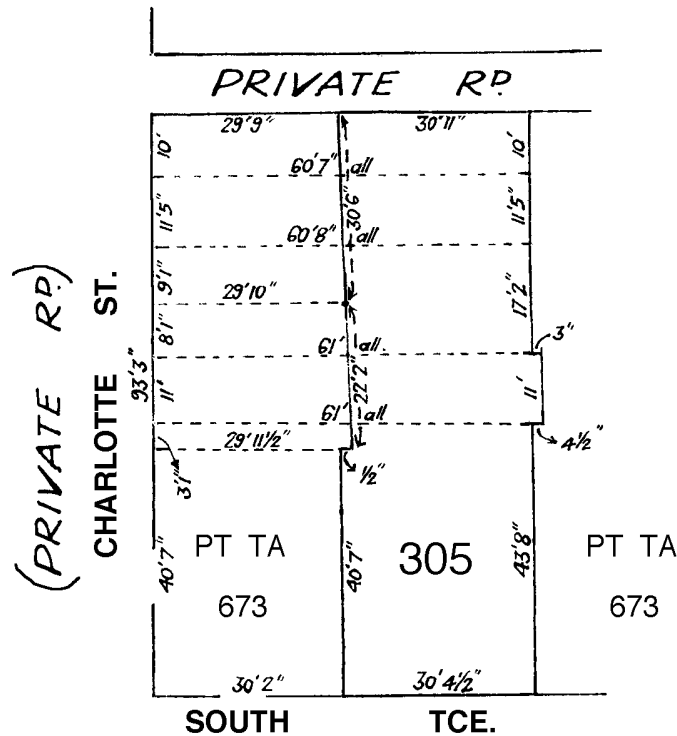 PRIVATE RD.
29'9" 30'11"
10' 10'
60'7" all
11'5" 30'6" 11'5"
60'8" all
9'1" 29'10" 17'2"
8'1" 61' all. 3"
93'3" 11' 22'2" 11'
61' all
29'11½" 4½"
3'1" ½"
(PRIVATE RD.)
CHARLOTTE ST.
PT TA 305 PT TA
673 673
40'7" 40'7" 43'8"
30'2" 30'4½"
SOUTH TCE.